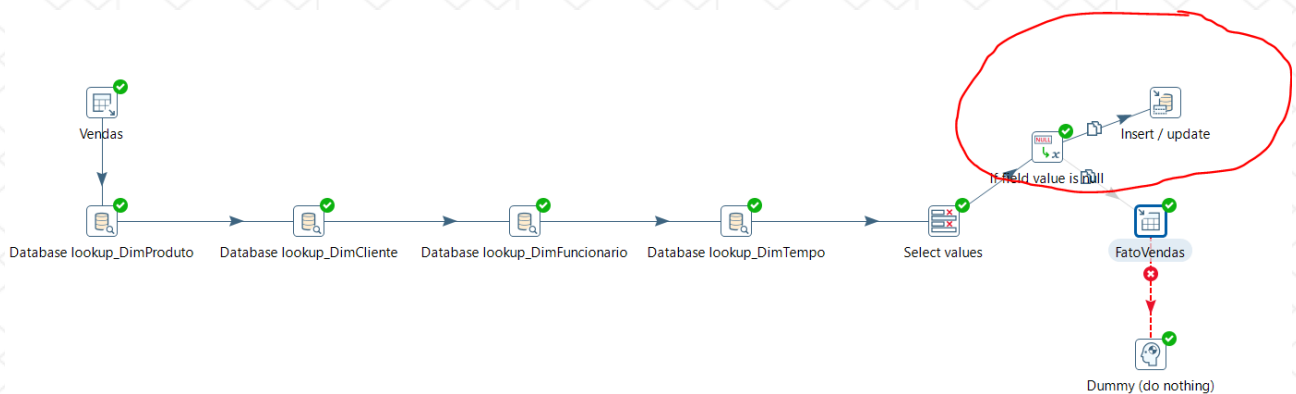 Vendas
Insert / update
NULL
x
If field value is null
Database lookup_DimProduto
Database lookup_DimCliente
Database lookup_DimFuncionario
Database lookup_DimTempo
Select values
FatoVendas
Dummy (do nothing)